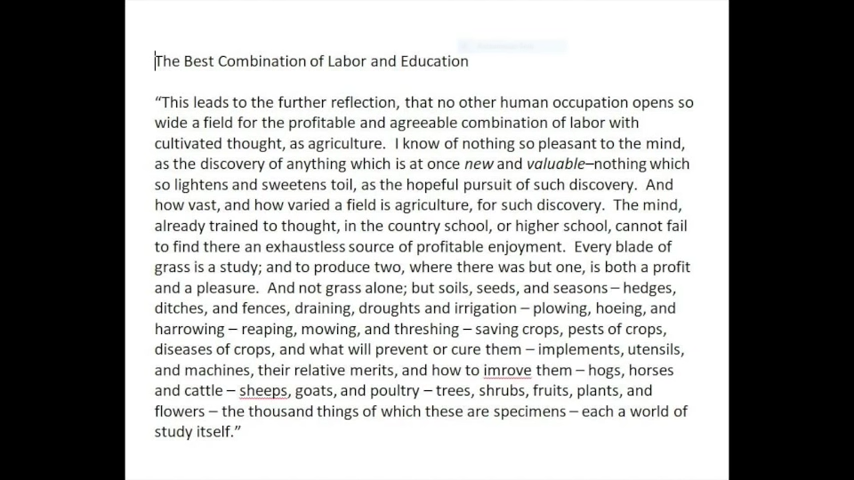 The Best Combination of Labor and Education
“This leads to the further reflection, that no other human occupation opens so
wide a field for the profitable and agreeable combination of labor with
cultivated thought, as agriculture.  I know of nothing so pleasant to the mind,
as the discovery of anything which is at once new and valuable–nothing which
so lightens and sweetens toil, as the hopeful pursuit of such discovery.  And
how vast, and how varied a field is agriculture, for such discovery.  The mind,
already trained to thought, in the country school, or higher school, cannot fail
to find there an exhaustless source of profitable enjoyment.  Every blade of
grass is a study; and to produce two, where there was but one, is both a profit
and a pleasure.  And not grass alone; but soils, seeds, and seasons – hedges,
ditches, and fences, draining, droughts and irrigation – plowing, hoeing, and
harrowing – reaping, mowing, and threshing – saving crops, pests of crops,
diseases of crops, and what will prevent or cure them – implements, utensils,
and machines, their relative merits, and how to imrove them – hogs, horses
and cattle – sheeps, goats, and poultry – trees, shrubs, fruits, plants, and
flowers – the thousand things of which these are specimens – each a world of
study itself.”